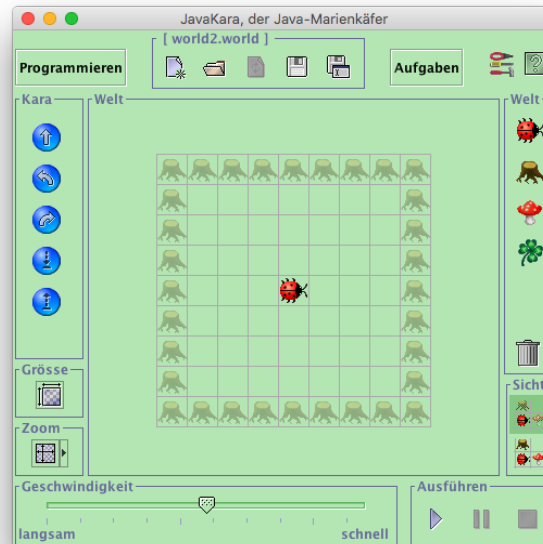 JavaKara, der Java-Marienkäfer
[ world2.world ]
Programmieren
Aufgaben
Kara
Welt
Welt
Grösse
Sicht
Zoom
Geschwindigkeit
Ausführen
langsam
schnell